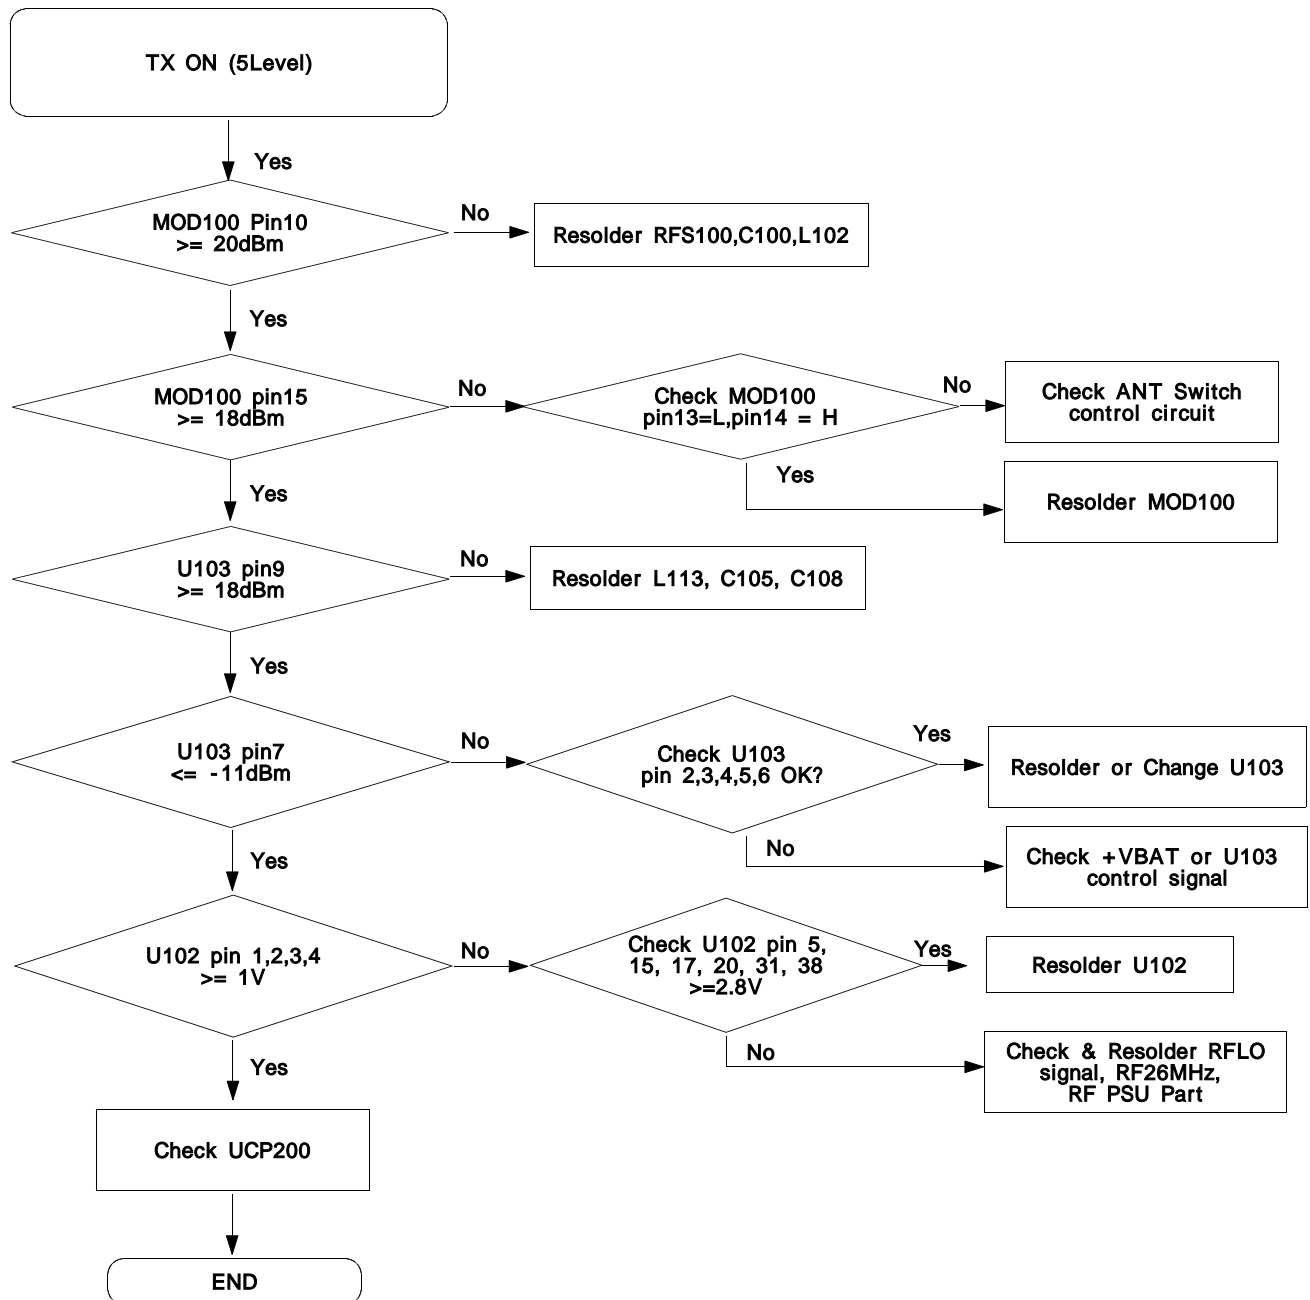 TX ON (5Level)
Yes
MOD100 Pin10
>= 20dBm
No
Resolder RFS100,C100,L102
Yes
MOD100 pin15
>= 18dBm
No
Check MOD100
pin13=L,pin14 = H
No
Check ANT Switch
control circuit
Yes
Resolder MOD100
Yes
U103 pin9
>= 18dBm
No
Resolder L113, C105, C108
Yes
U103 pin7
<= -11dBm
No
Check U103
pin 2,3,4,5,6 OK?
Yes
Resolder or Change U103
No
Check +VBAT or U103
control signal
Yes
U102 pin 1,2,3,4
>= 1V
No
Check U102 pin 5,
15, 17, 20, 31, 38
>=2.8V
Yes
Resolder U102
No
Check & Resolder RFLO
signal, RF26MHz,
RF PSU Part
Yes
Check UCP200
END